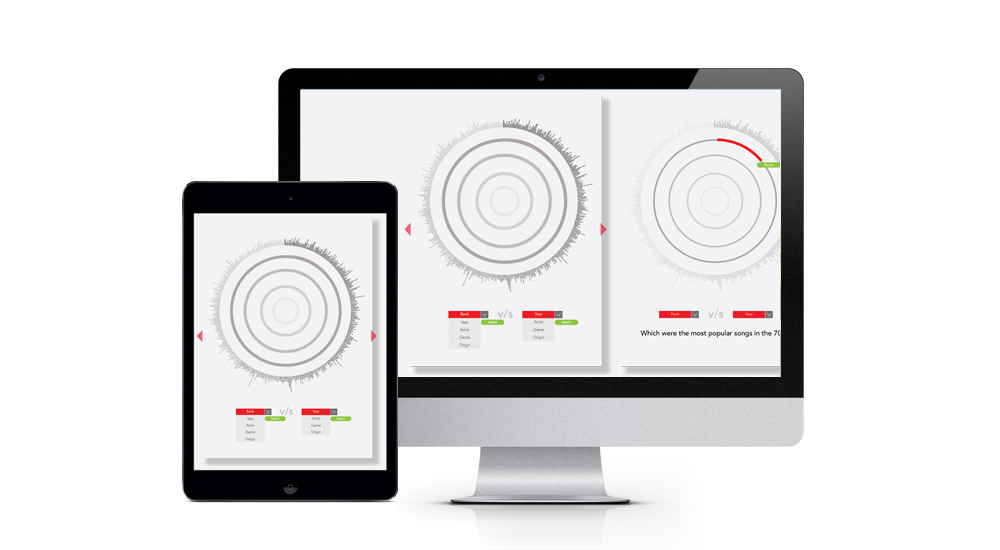 Rank
v/s
Year
Year
Artist
Artist
Genre
Genre
Origin
Origin
Rank
v/s
Year
Which were the most popular songs in the 70
Rank
v/s
Year
Year
Artist
Artist
Genre
Genre
Origin
Origin